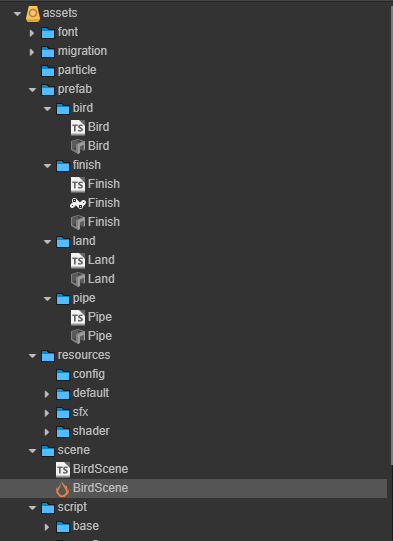 assets
font
migration
particle
prefab
bird
TS Bird
Bird
finish
TS Finish
Finish
Finish
land
TS Land
Land
pipe
TS Pipe
Pipe
resources
config
default
sfx
shader
scene
TS BirdScene
BirdScene
script
base